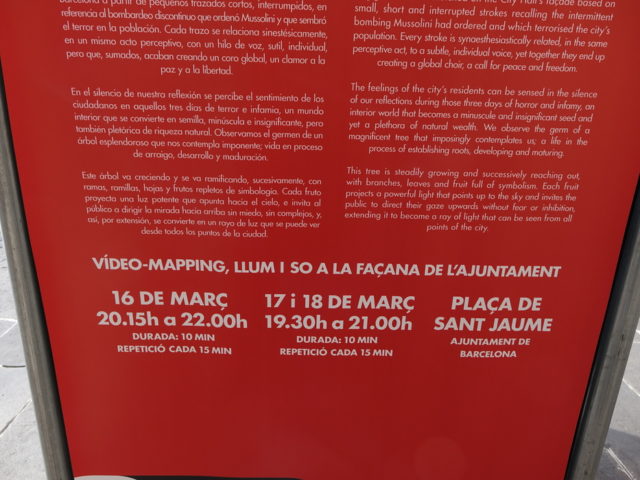 Barcelona a partir de pequeños trazados cortos, interrumpidos, en
referencia al bombardeo discontinuo que ordenó Mussolini y que sembró
el terror en la población. Cada trazo se relaciona sinestésicamente,
en un mismo acto perceptivo, con un hilo de voz, sutil, individual,
pero que, sumados, acaban creando un coro global, un clamor a la
paz y a la libertad.
En el silencio de nuestra reflexión se percibe el sentimiento de los
ciudadanos en aquellos tres días de terror e infamia, un mundo
interior que se convierte en semilla, minúscula e insignificante, pero
también pletórica de riqueza natural. Observamos el germen de un
árbol esplendoroso que nos contempla imponente; vida en proceso
de arraigo, desarrollo y maduración.
Este árbol va creciendo y se va ramificando, sucesivamente, con
ramas, ramillas, hojas y frutos repletos de simbología. Cada fruto
proyecta una luz potente que apunta hacia el cielo, e invita al
público a dirigir la mirada hacia arriba sin miedo, sin complejos, y,
así, por extensión, se convierte en un rayo de luz que se puede ver
desde todos los puntos de la ciudad.
on the City Hall's façade based on
small, short and interrupted strokes recalling the intermittent
bombing Mussolini had ordered and which terrorised the city's
population. Every stroke is synaesthesiastically related, in the same
perceptive act, to a subtle, individual voice, yet together they end up
creating a global choir, a call for peace and freedom.
The feelings of the city's residents can be sensed in the silence
of our reflections during those three days of horror and infamy, an
interior world that becomes a minuscule and insignificant seed and
yet a plethora of natural wealth. We observe the germ of a
magnificent tree that imposingly contemplates us; a life in the
process of establishing roots, developing and maturing.
This tree is steadily growing and successively reaching out,
with branches, leaves and fruit full of symbolism. Each fruit
projects a powerful light that points up to the sky and invites the
public to direct their gaze upwards without fear or inhibition,
extending it to become a ray of light that can be seen from all
points of the city.
VÍDEO-MAPPING, LLUM I SO A LA FAÇANA DE L'AJUNTAMENT
16 DE MARÇ
20.15h a 22.00h
DURADA: 10 MIN
REPETICIÓ CADA 15 MIN
17 i 18 DE MARÇ
19.30h a 21.00h
DURADA: 10 MIN
REPETICIÓ CADA 15 MIN
PLAÇA DE
SANT JAUME
AJUNTAMENT DE
BARCELONA